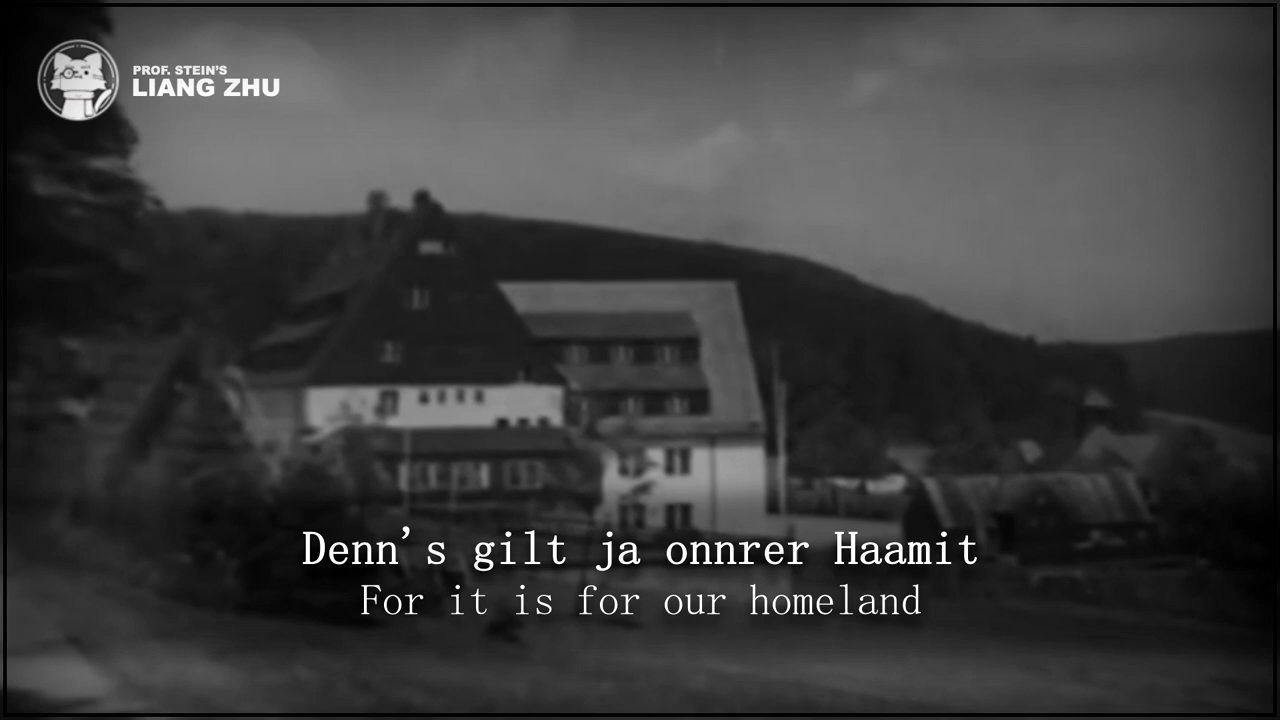 PROF. STEIN'S
LIANG ZHU
Denn's gilt ja onnrer Haamit
For it is for our homeland